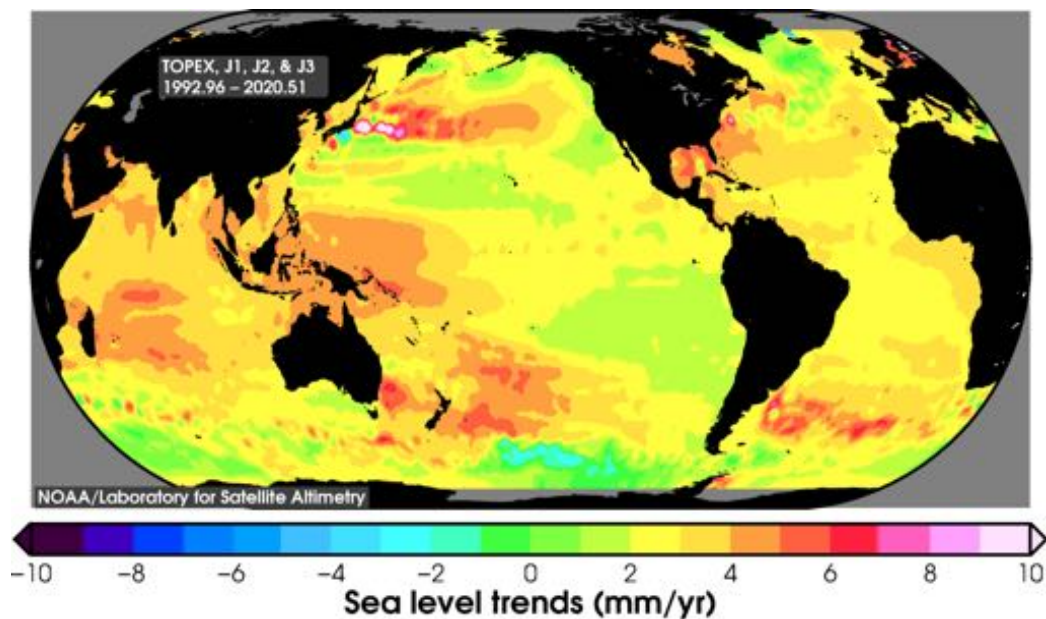 TOPEX, J1, J2, & J3
1992.96 – 2020.51
NOAA/Laboratory for Satellite Altimetry
−10 −8 −6 −4 −2 0 2 4 6 8 10
Sea level trends (mm/yr)